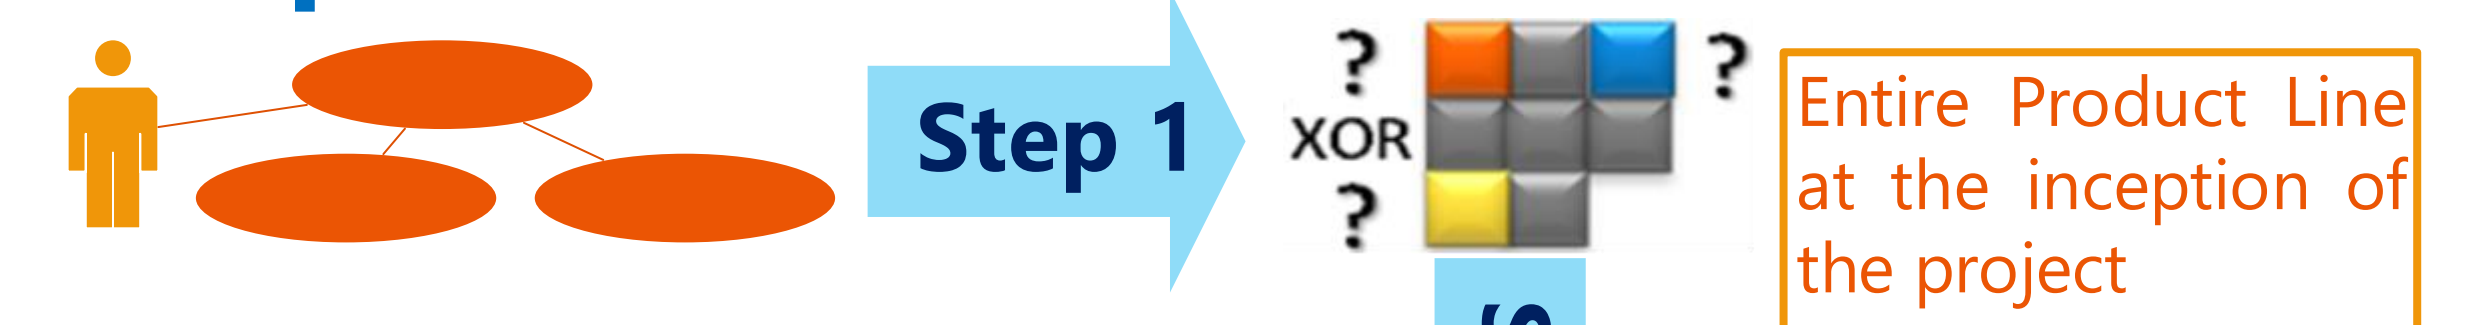 Step 1
?
?
XOR
?
Entire Product Line
at the inception of
the project